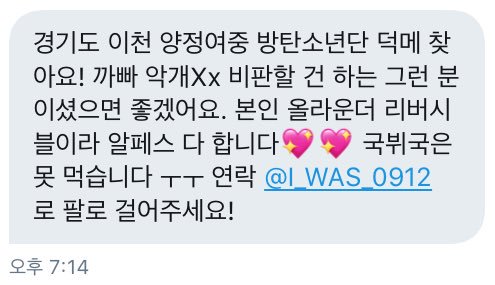 경기도 이천 양정여중 방탄소년단 덕메 찾
아요! 까빠 악개Xx 비판할 건 하는 그런 분
이셨으면 좋겠어요. 본인 올라운더 리버시
블이라 알페스 다 합니다💖💖 국뷔국은
못 먹습니다 ㅜㅜ 연락 @I_WAS_0912
로 팔로 걸어주세요!
오후 7:14